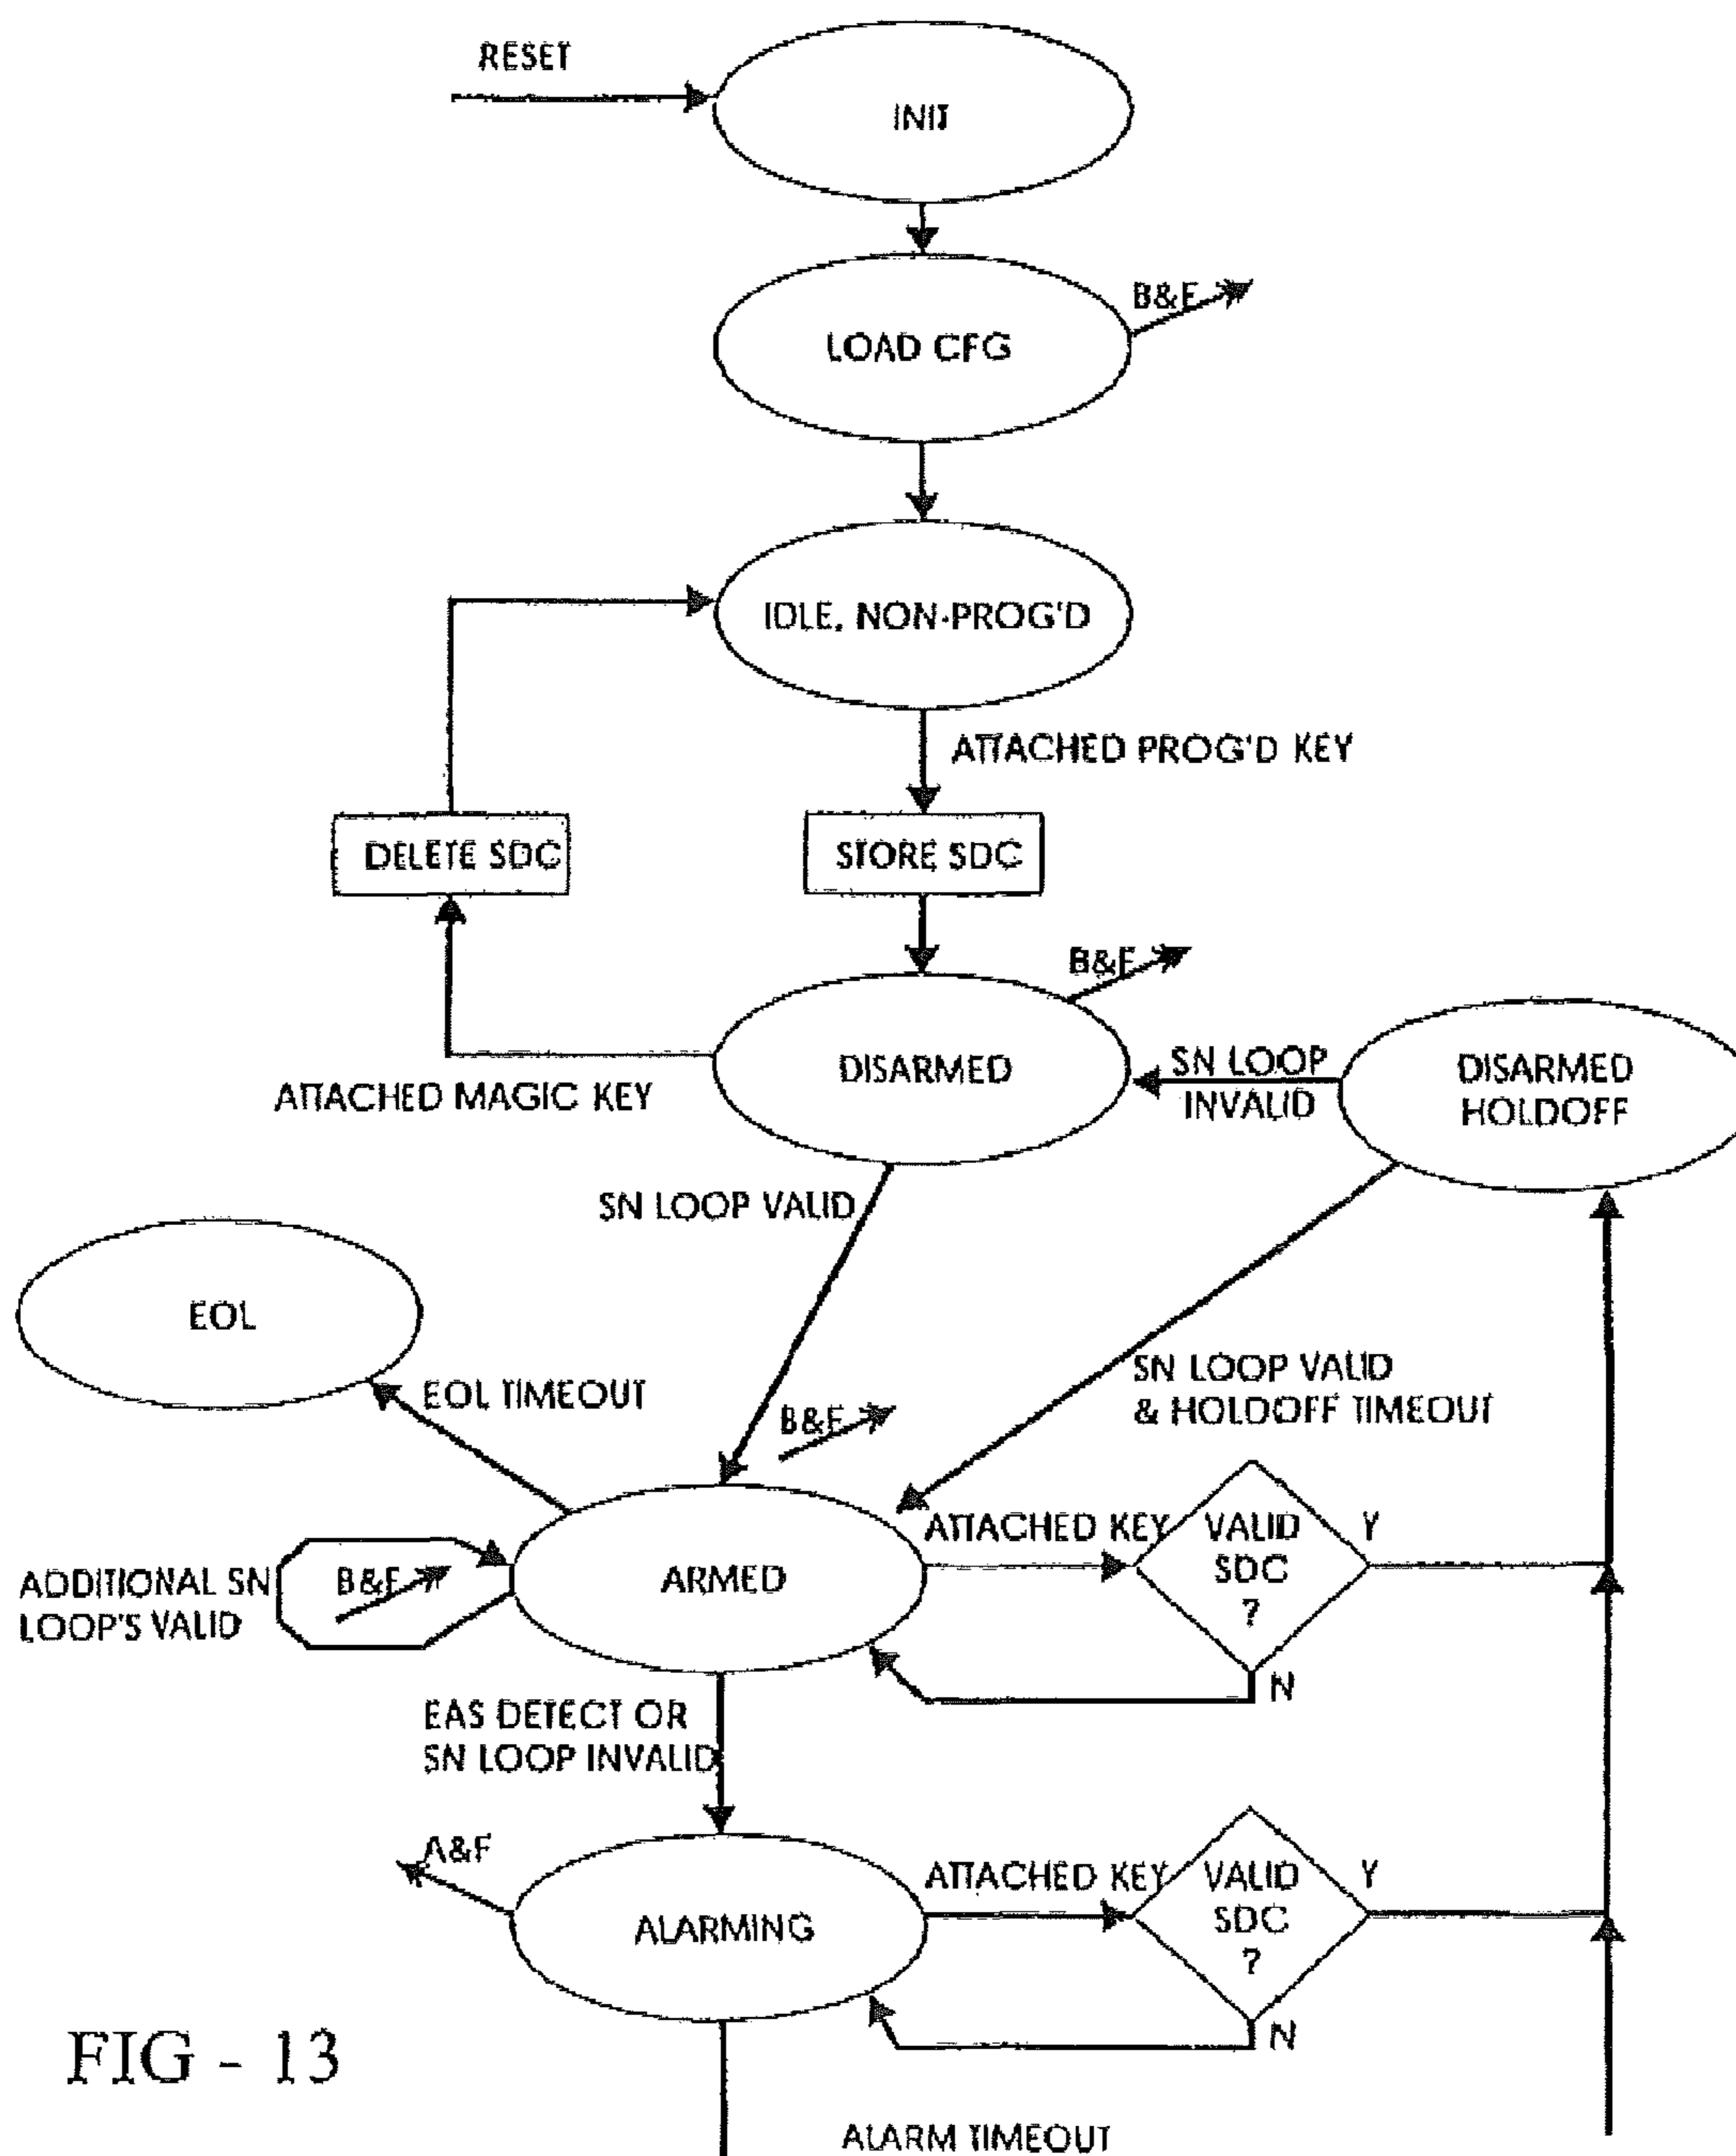 RESET
INIT
B&F
LOAD CFG
IDLE, NON-PROG'D
ATTACHED PROG'D KEY
DELETE SDC
STORE SDC
B&F
DISARMED
SN LOOP
INVALID
DISARMED
HOLDOFF
ATTACHED MAGIC KEY
SN LOOP VALID
EOL
SN LOOP VALID
& HOLDOFF TIMEOUT
EOL TIMEOUT
B&F
ATTACHED KEY
VALID
SDC
?
Y
N
ADDITIONAL SN
LOOP'S VALID
B&F
ARMED
EAS DETECT OR
SN LOOP INVALID
A&F
ATTACHED KEY
VALID
SDC
?
Y
N
ALARMING
FIG - 13
ALARM TIMEOUT